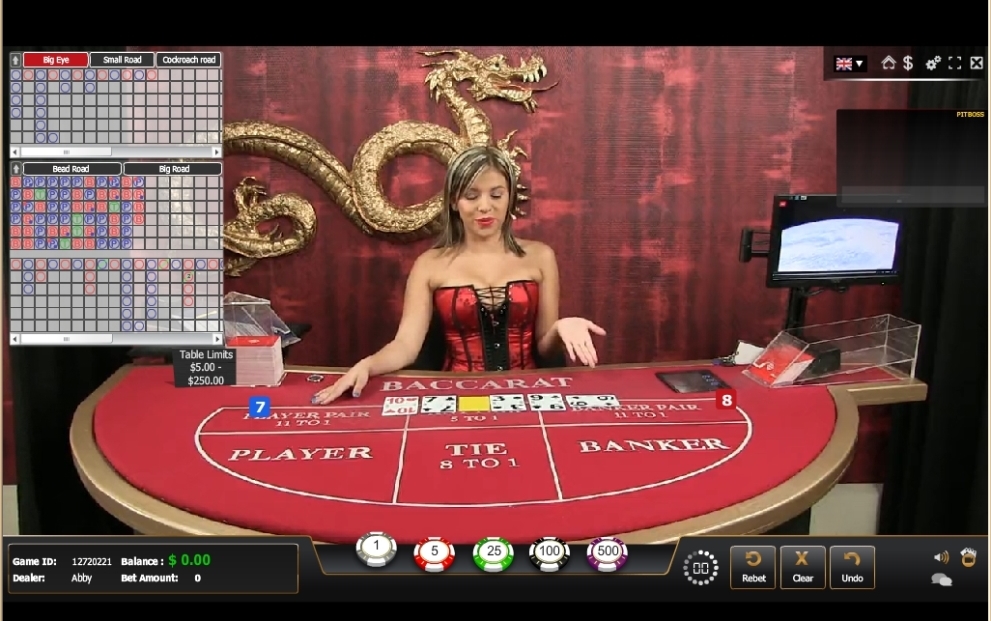 Big Eye
Small Road
Cockroach road
Bead Road
Big Road
PITBOSS
Table Limits
$5.00 -
$250.00
BACCARAT
7
8
PLAYER PAIR
11 TO 1
5 TO 1
BANKER PAIR
11 TO 1
PLAYER
TIE
8 TO 1
BANKER
1
5
25
100
500
Game ID: 12720221 Balance : $ 0.00
Dealer: Abby Bet Amount: 0
00
Rebet
Clear
Undo